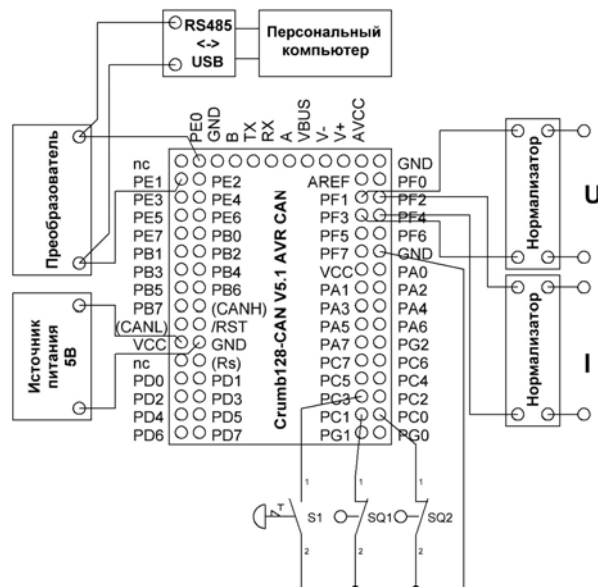 RS485
<->
USB
Персональный
компьютер
Преобразователь
Источник
питания
5В
PE0
GND
B
TX
RX
A
VBUS
V-
V+
AVCC
nc
GND
PE1
PE2
AREF
PF0
PE3
PE4
PF1
PF2
PE5
PE6
PF3
PF4
PE7
PB0
PF5
PF6
PB1
PB2
PF7
GND
PB3
PB4
VCC
PA0
PB5
PB6
PA1
PA2
PB7
(CANH)
PA3
PA4
(CANL)
/RST
PA5
PA6
VCC
GND
PA7
PG2
nc
(Rs)
PC7
PC6
PD0
PD1
PC5
PC4
PD2
PD3
PC3
PC2
PD4
PD5
PC1
PC0
PD6
PD7
PG1
PG0
Crumb128-CAN V5.1 AVR CAN
Нормализатор
U
Нормализатор
I
1
1
1
T
S1
SQ1
SQ2
2
2
2